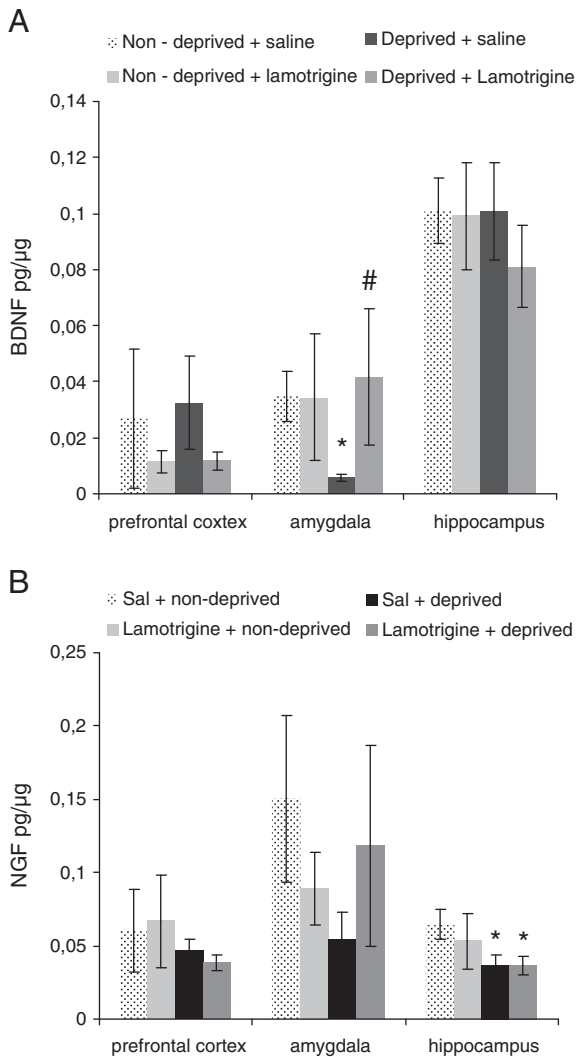 A
Non - deprived + saline
Deprived + saline
Non - deprived + lamotrigine
Deprived + Lamotrigine
0,14
0,12
0,1
0,08
0,06
0,04
0,02
0
BDNF pg/µg
*
#
prefrontal coxtex
amygdala
hippocampus
B
Sal + non-deprived
Sal + deprived
Lamotrigine + non-deprived
Lamotrigine + deprived
0,25
0,2
0,15
0,1
0,05
0
NGF pg/µg
*
*
prefrontal cortex
amygdala
hippocampus